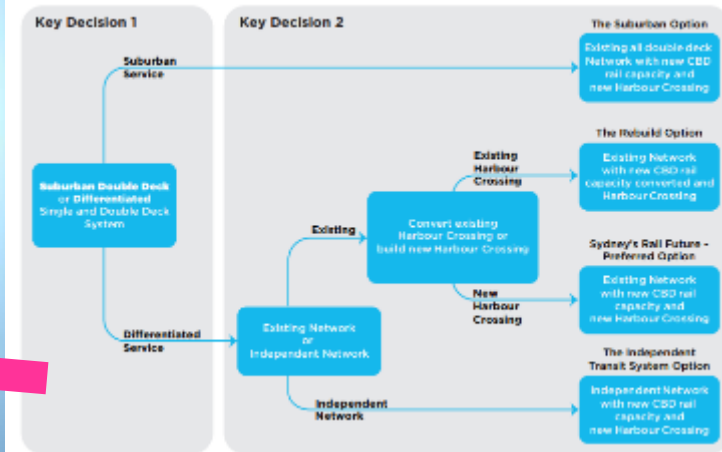 Key Decision 1
Key Decision 2
Suburban
Service
Suburban Double Deck
or Differentiated
Single and Double Deck
System
Differentiated
Service
Existing Network
or
Independent Network
Existing
Independent
Network
Convert existing
Harbour Crossing or
build new Harbour Crossing
Existing
Harbour
Crossing
New
Harbour
Crossing
The Suburban Option
Existing all double deck
Network with new CBD
rail capacity and
new Harbour Crossing
The Rebuild Option
Existing Network
with new CBD rail
capacity converted and
Harbour Crossing
Sydney's Rail Future –
Preferred Option
Existing Network
with new CBD rail
capacity and
new Harbour Crossing
The Independent
Transit System Option
Independent Network
with new CBD rail
capacity and
new Harbour Crossing